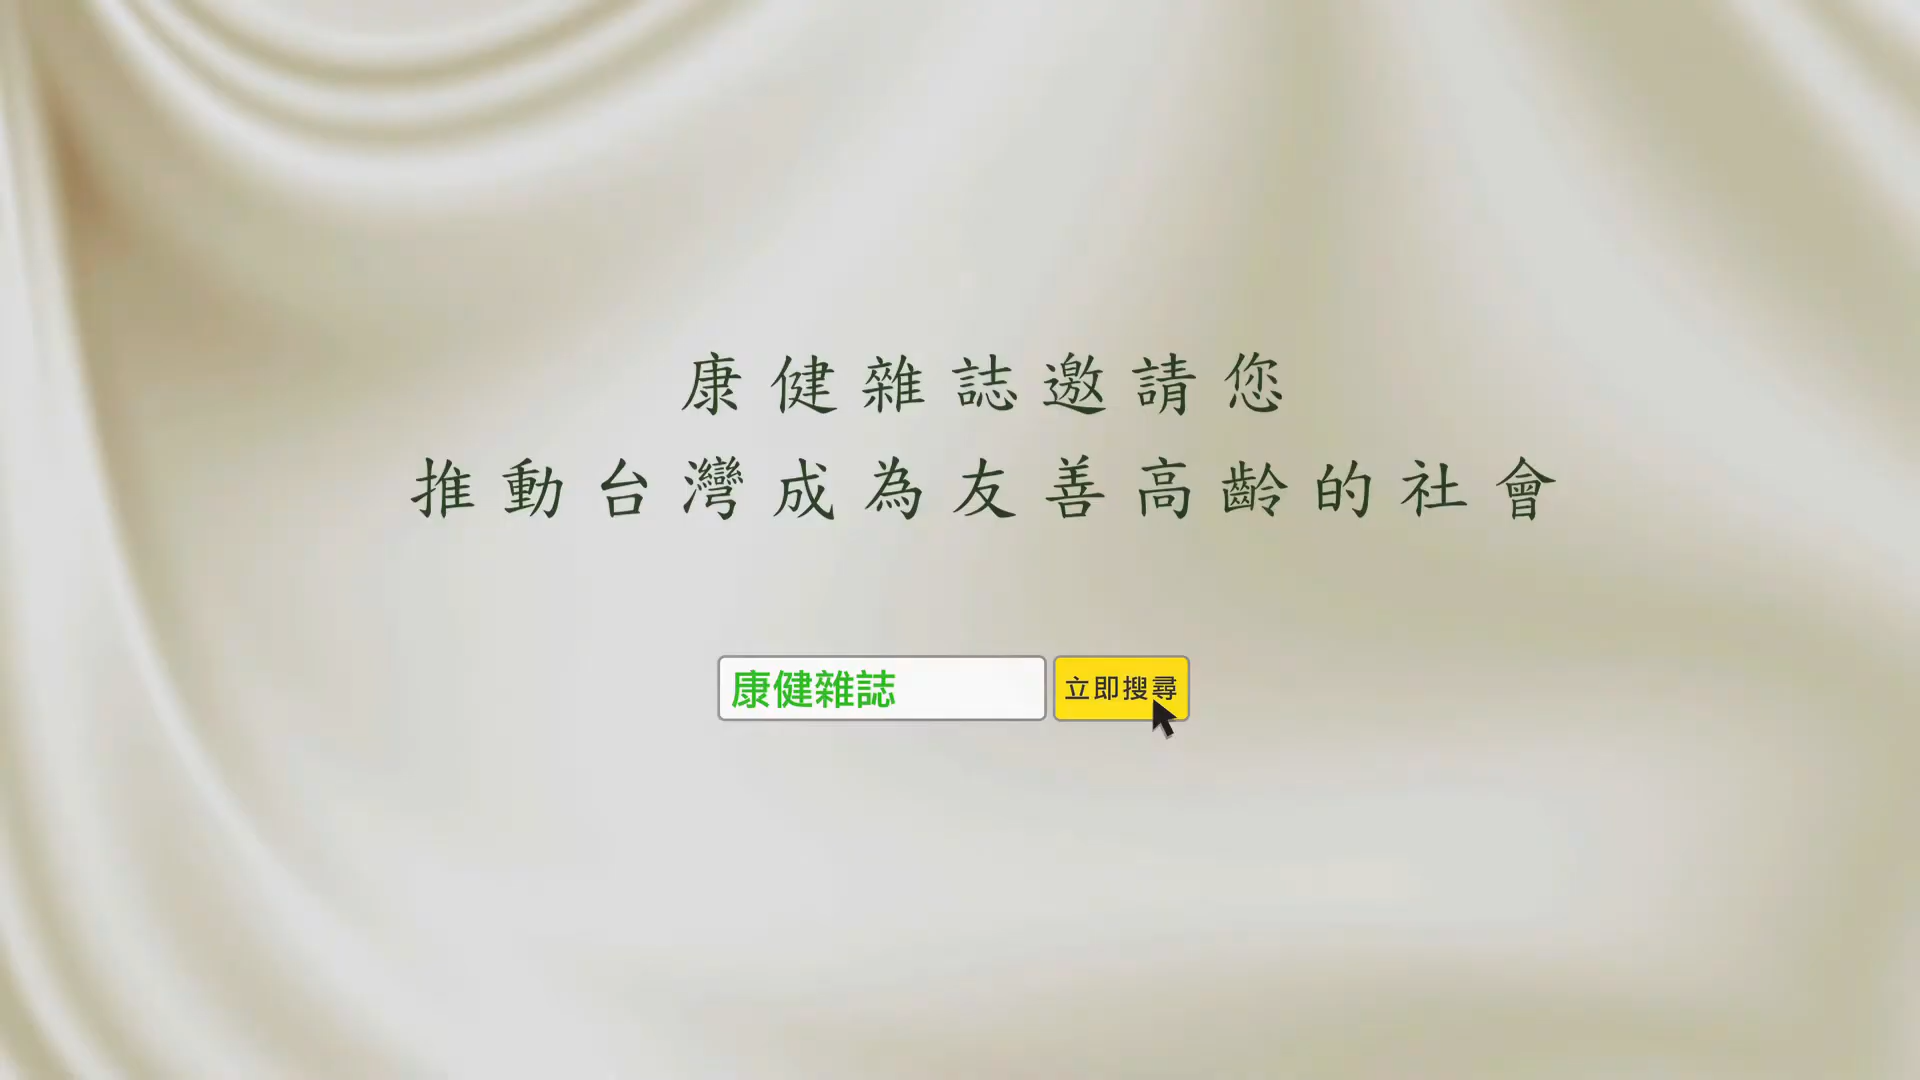 康健雜誌邀請您
推動台灣成為友善高齡的社會
康健雜誌
立即搜尋